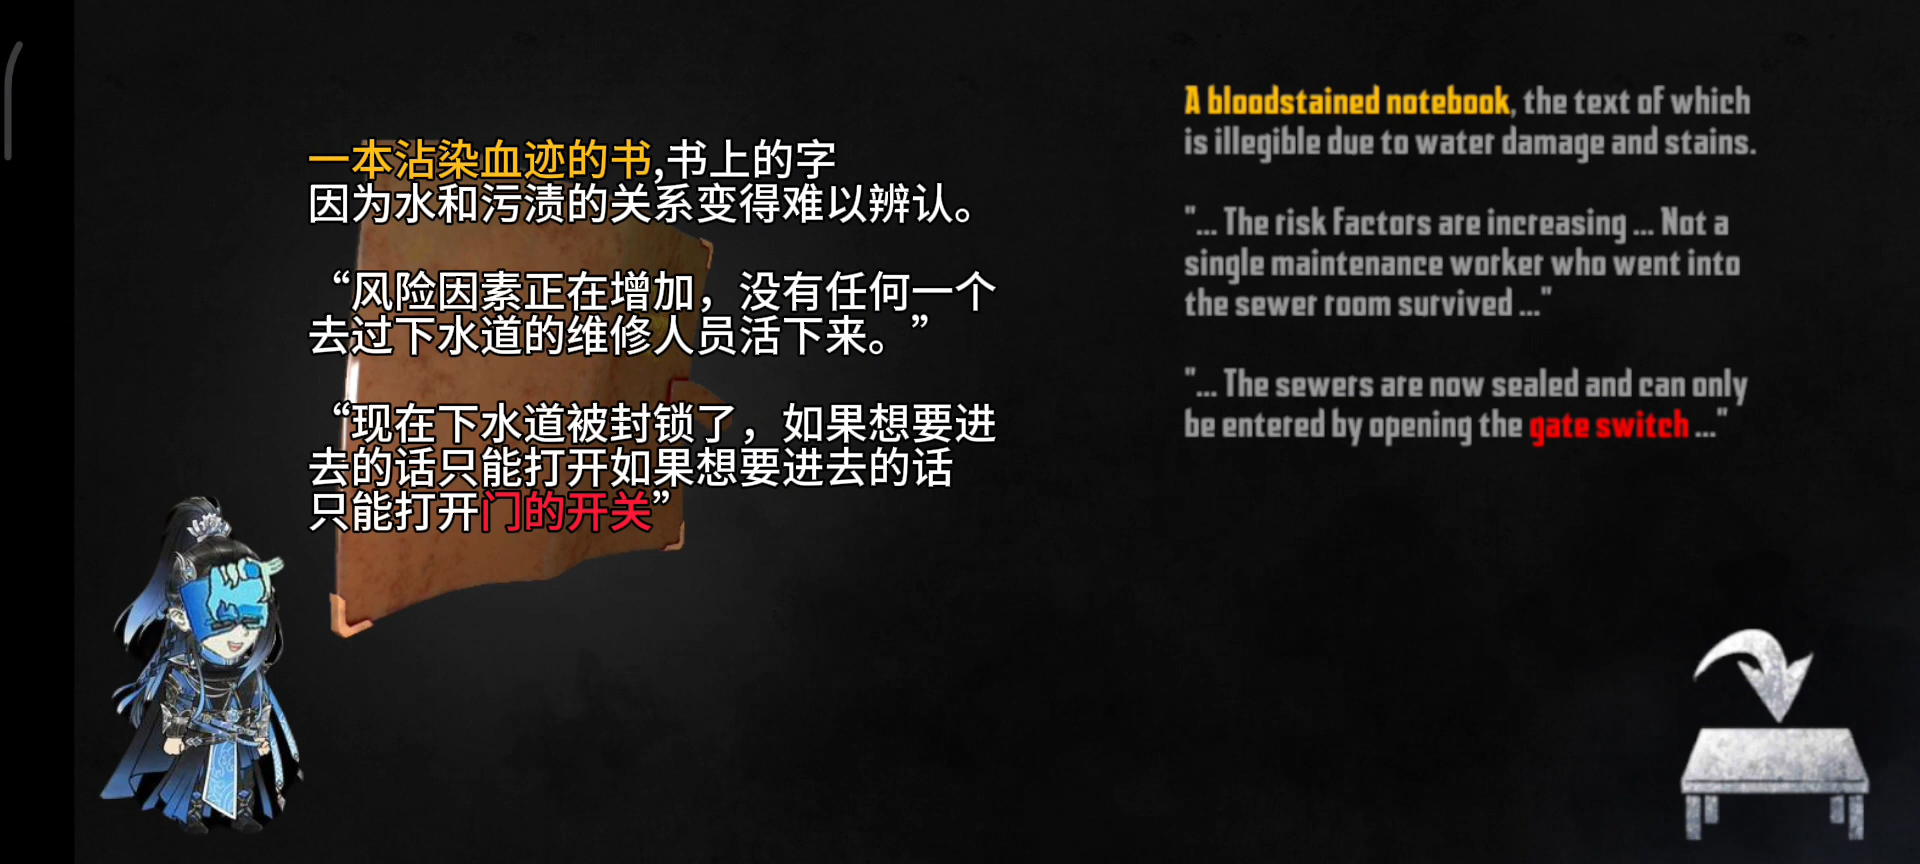 一本沾染血迹的书,书上的字
因为水和污渍的关系变得难以辨认。
“风险因素正在增加，没有任何一个
去过下水道的维修人员活下来。”
“现在下水道被封锁了，如果想要进
去的话只能打开如果想要进去的话
只能打开门的开关”
A bloodstained notebook, the text of which
is illegible due to water damage and stains.
"... The risk factors are increasing ... Not a
single maintenance worker who went into
the sewer room survived ..."
"... The sewers are now sealed and can only
be entered by opening the gate switch ..."